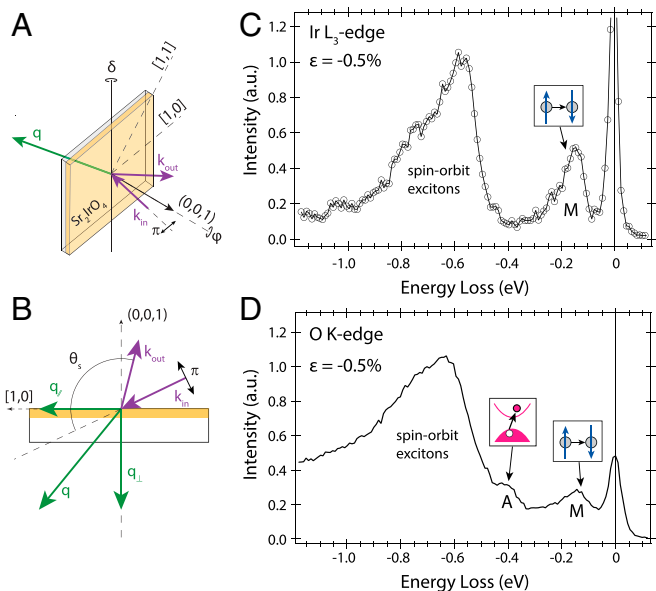 A
δ
[1,1]
[1,0]
q
k_out
(0,0,1)
Sr₂IrO₄
k_in
π
φ
B
(0,0,1)
θ_s
k_out
π
[1,0]
q_//
k_in
q
q_⊥
C
Ir L₃-edge
ε = -0.5%
1.2
1.0
0.8
0.6
0.4
0.2
0.0
Intensity (a.u.)
spin-orbit
excitons
M
-1.0
-0.8
-0.6
-0.4
-0.2
0
Energy Loss (eV)
D
O K-edge
ε = -0.5%
1.2
1.0
0.8
0.6
0.4
0.2
0.0
Intensity (a.u.)
spin-orbit
excitons
A
M
-1.0
-0.8
-0.6
-0.4
-0.2
0
Energy Loss (eV)